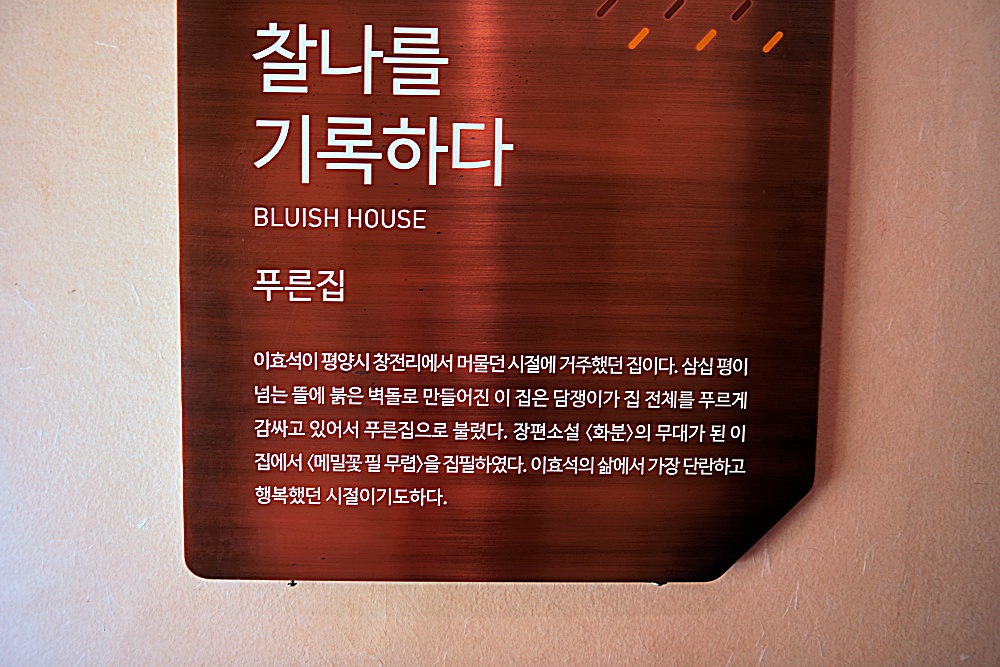 찰나를
기록하다
BLUISH HOUSE
푸른집
이효석이 평양시 창전리에서 머물던 시절에 거주했던 집이다. 삼십 평이
넘는 뜰에 붉은 벽돌로 만들어진 이 집은 담쟁이가 집 전체를 푸르게
감싸고 있어서 푸른집으로 불렸다. 장편소설 〈화분〉의 무대가 된 이
집에서 〈메밀꽃 필 무렵〉을 집필하였다. 이효석의 삶에서 가장 단란하고
행복했던 시절이기도하다.